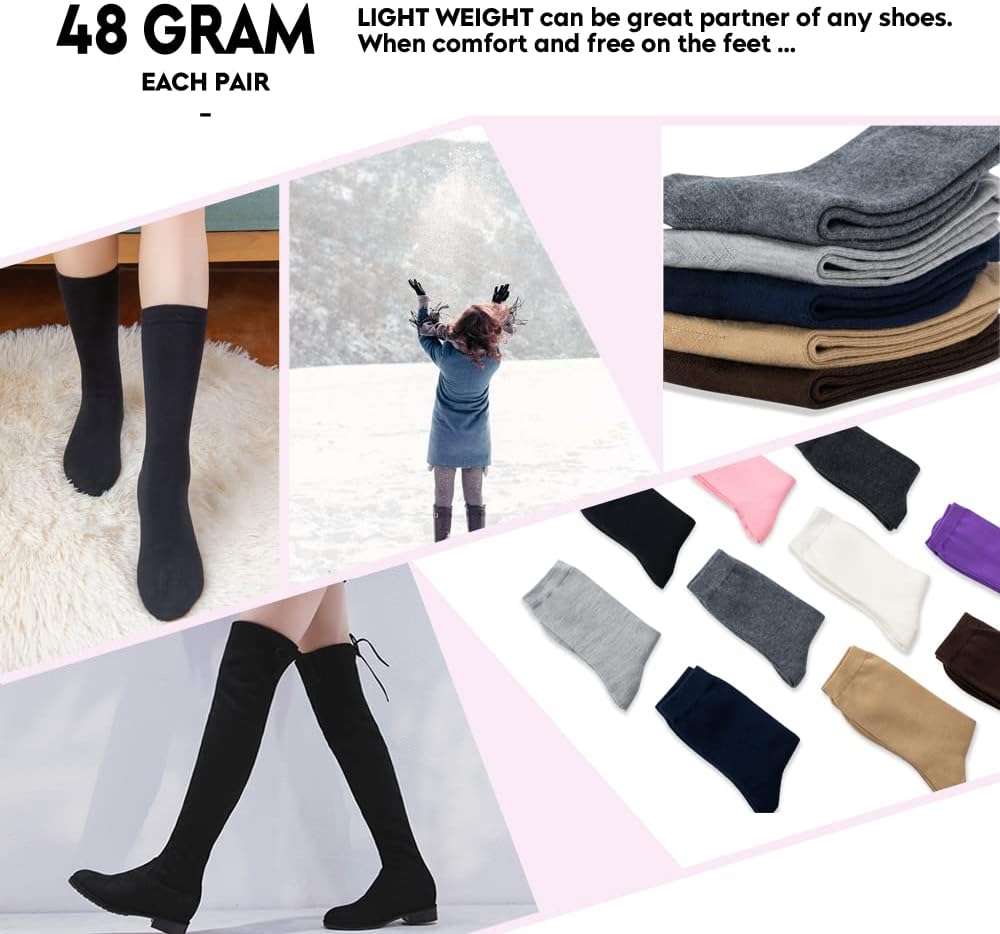 48 GRAM
EACH PAIR
-
LIGHT WEIGHT can be great partner of any shoes.
When comfort and free on the feet ...